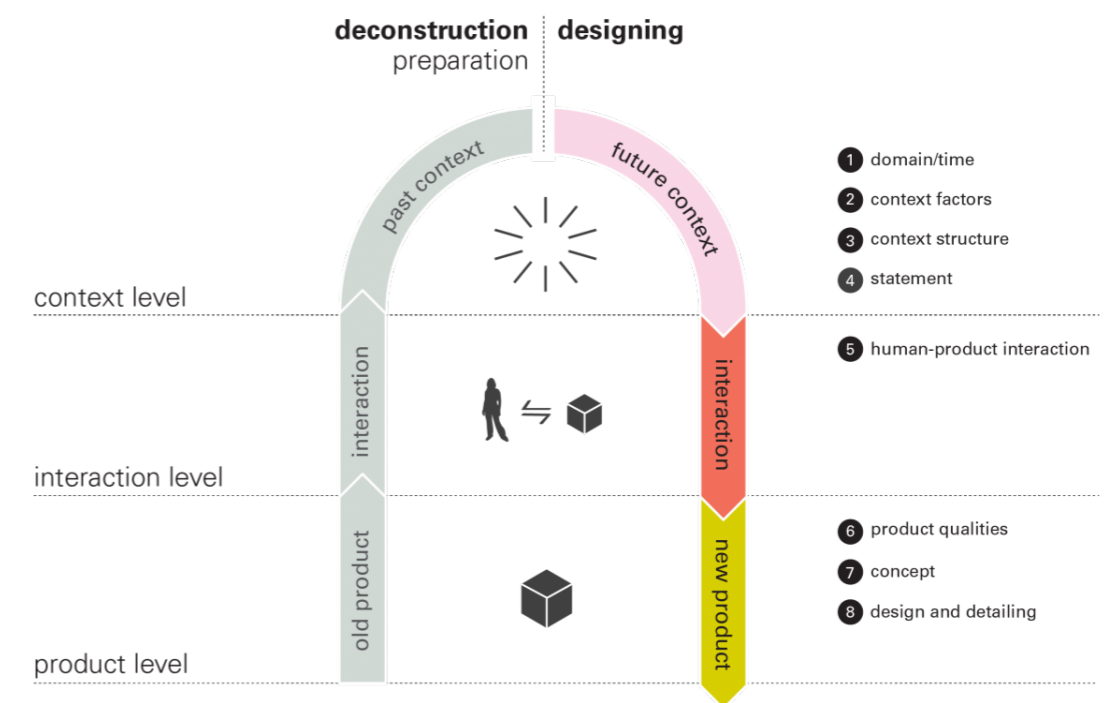 deconstruction
preparation
designing
past context
future context
1 domain/time
2 context factors
3 context structure
4 statement
context level
interaction
interaction
5 human-product interaction
interaction level
old product
new product
6 product qualities
7 concept
8 design and detailing
product level